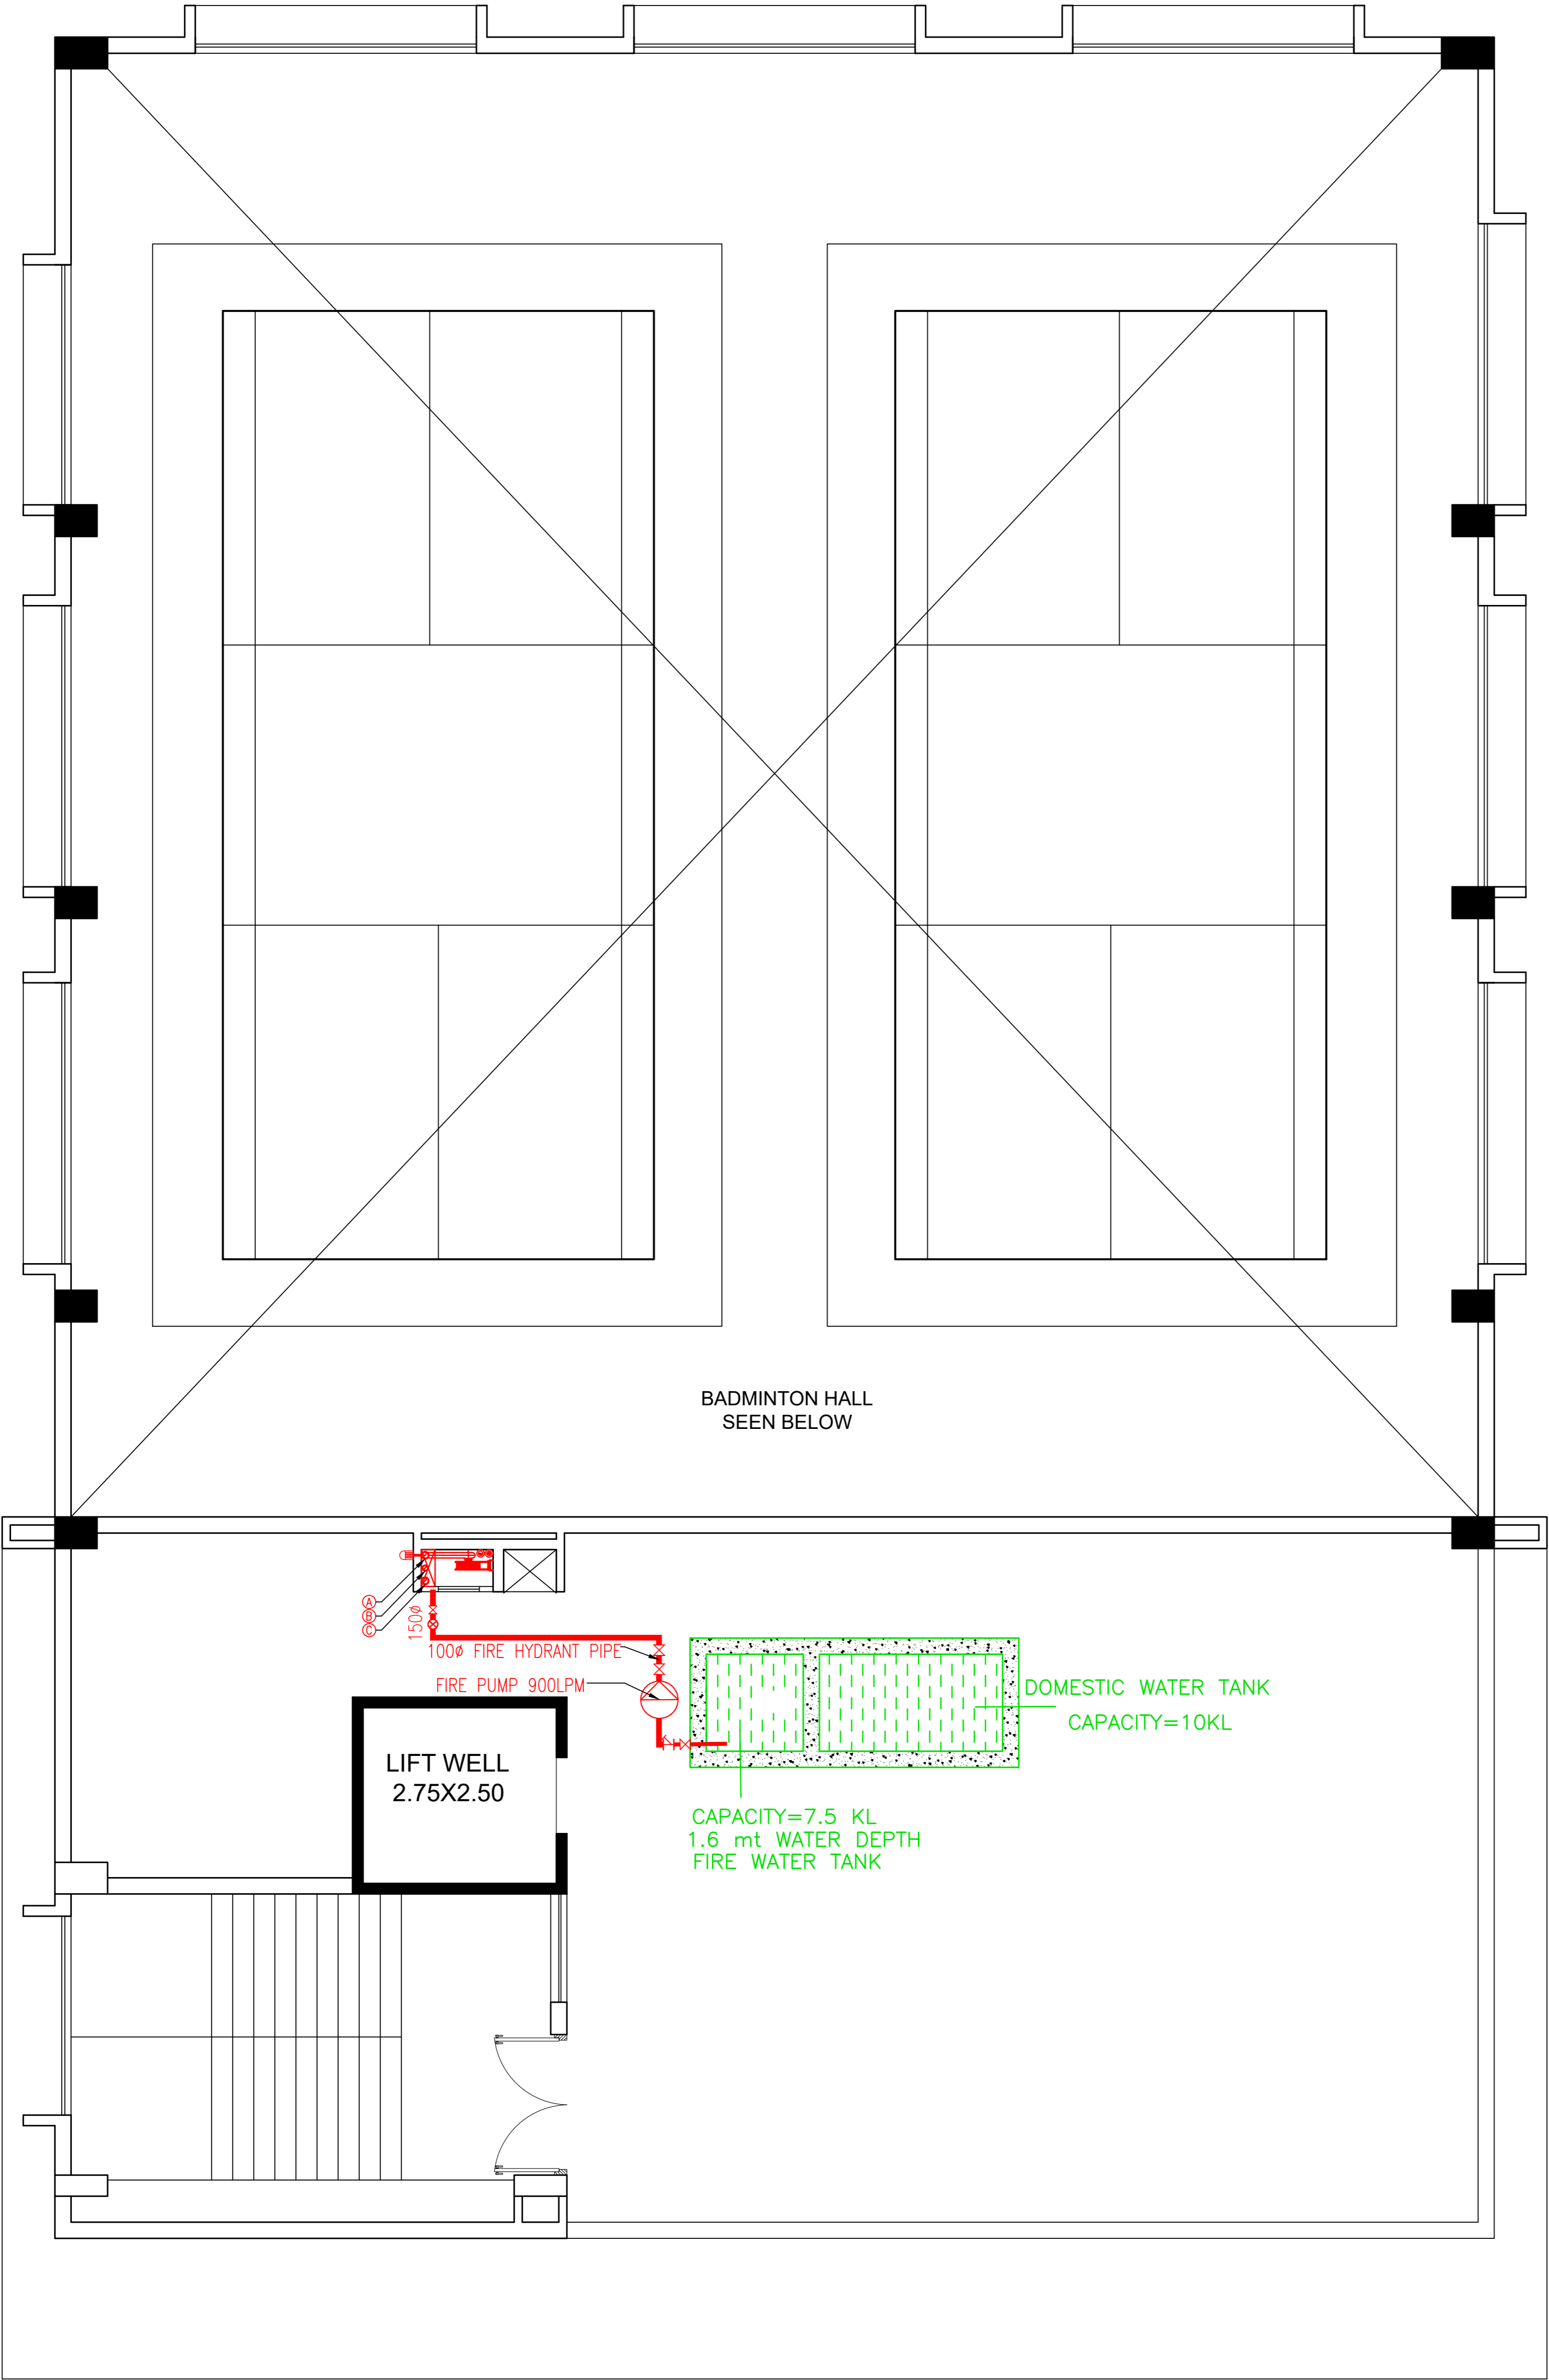 BADMINTON HALL
SEEN BELOW
A
B
C
150ø
100ø FIRE HYDRANT PIPE
FIRE PUMP 900LPM
DOMESTIC WATER TANK
CAPACITY=10KL
LIFT WELL
2.75X2.50
CAPACITY=7.5 KL
1.6 mt WATER DEPTH
FIRE WATER TANK